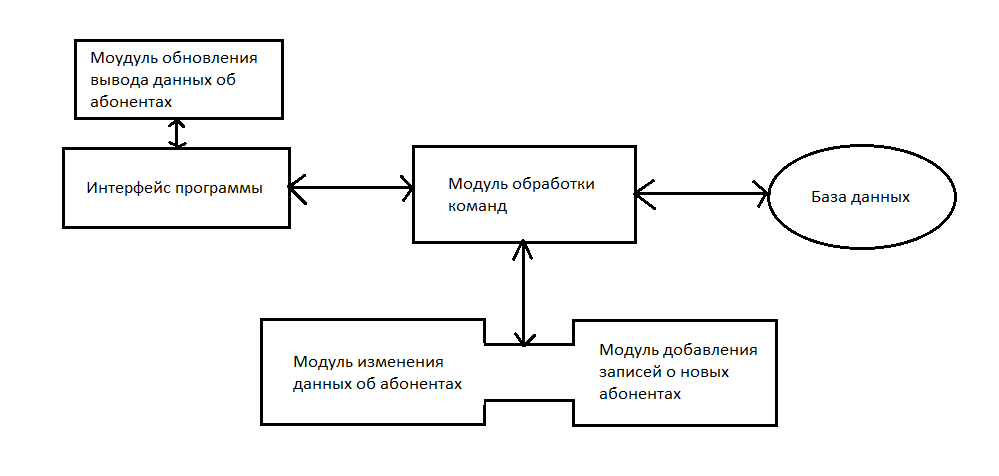 Моудуль обновления
вывода данных об
абонентах
Интерфейс программы
Модуль обработки
команд
База данных
Модуль изменения
данных об абонентах
Модуль добавления
записей о новых
абонентах